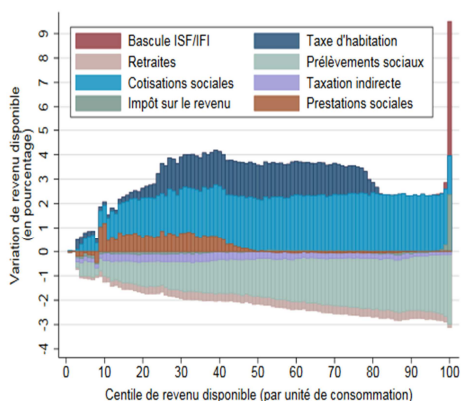 Bascule ISF/IFI
Retraites
Cotisations sociales
Impôt sur le revenu
Taxe d'habitation
Prélèvements sociaux
Taxation indirecte
Prestations sociales
Variation de revenu disponible
(en pourcentage)
9
8
7
6
5
4
3
2
1
0
-1
-2
-3
-4
0 10 20 30 40 50 60 70 80 90 100
Centile de revenu disponible (par unité de consommation)